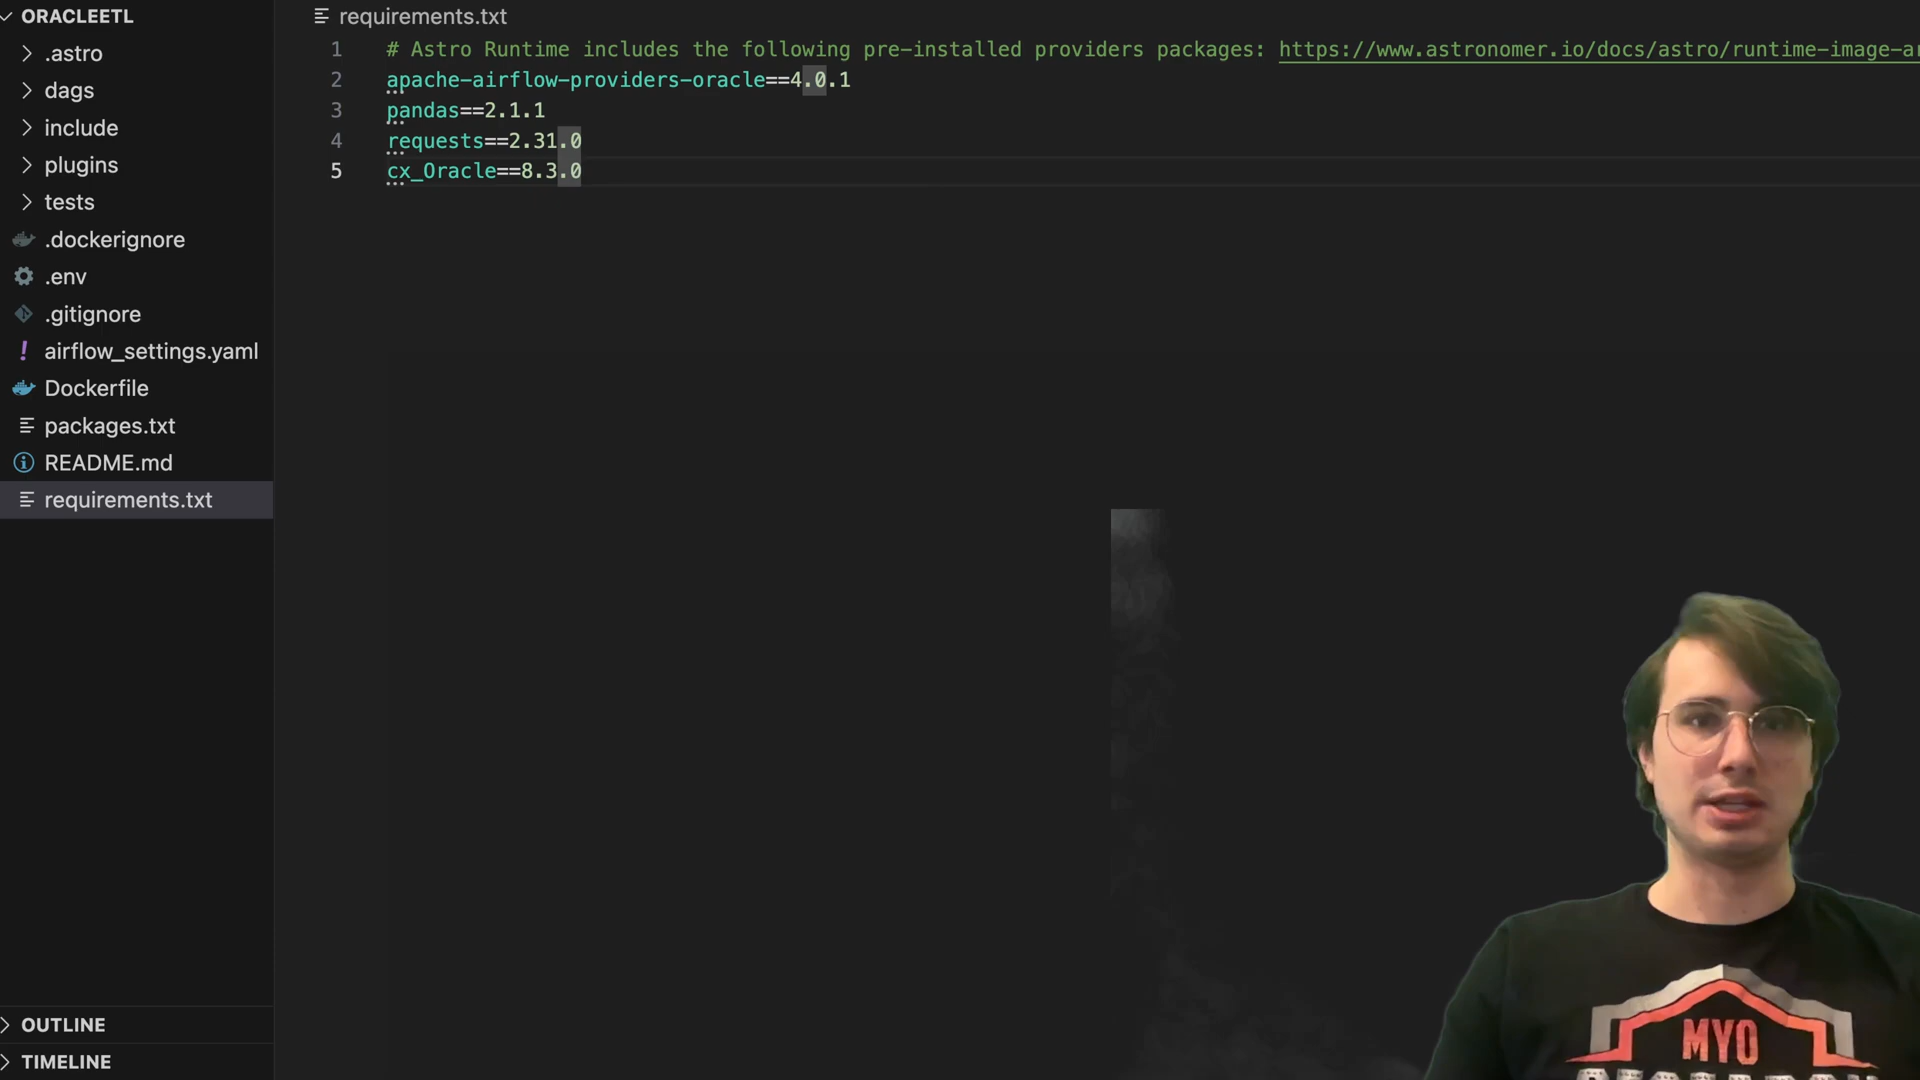 ORACLEETL
.astro
dags
include
plugins
tests
.dockerignore
.env
.gitignore
airflow_settings.yaml
Dockerfile
packages.txt
README.md
requirements.txt
OUTLINE
TIMELINE
requirements.txt
1 # Astro Runtime includes the following pre-installed providers packages: https://www.astronomer.io/docs/astro/runtime-image-a
2 apache-airflow-providers-oracle==4.0.1
3 pandas==2.1.1
4 requests==2.31.0
5 cx_Oracle==8.3.0
MYO